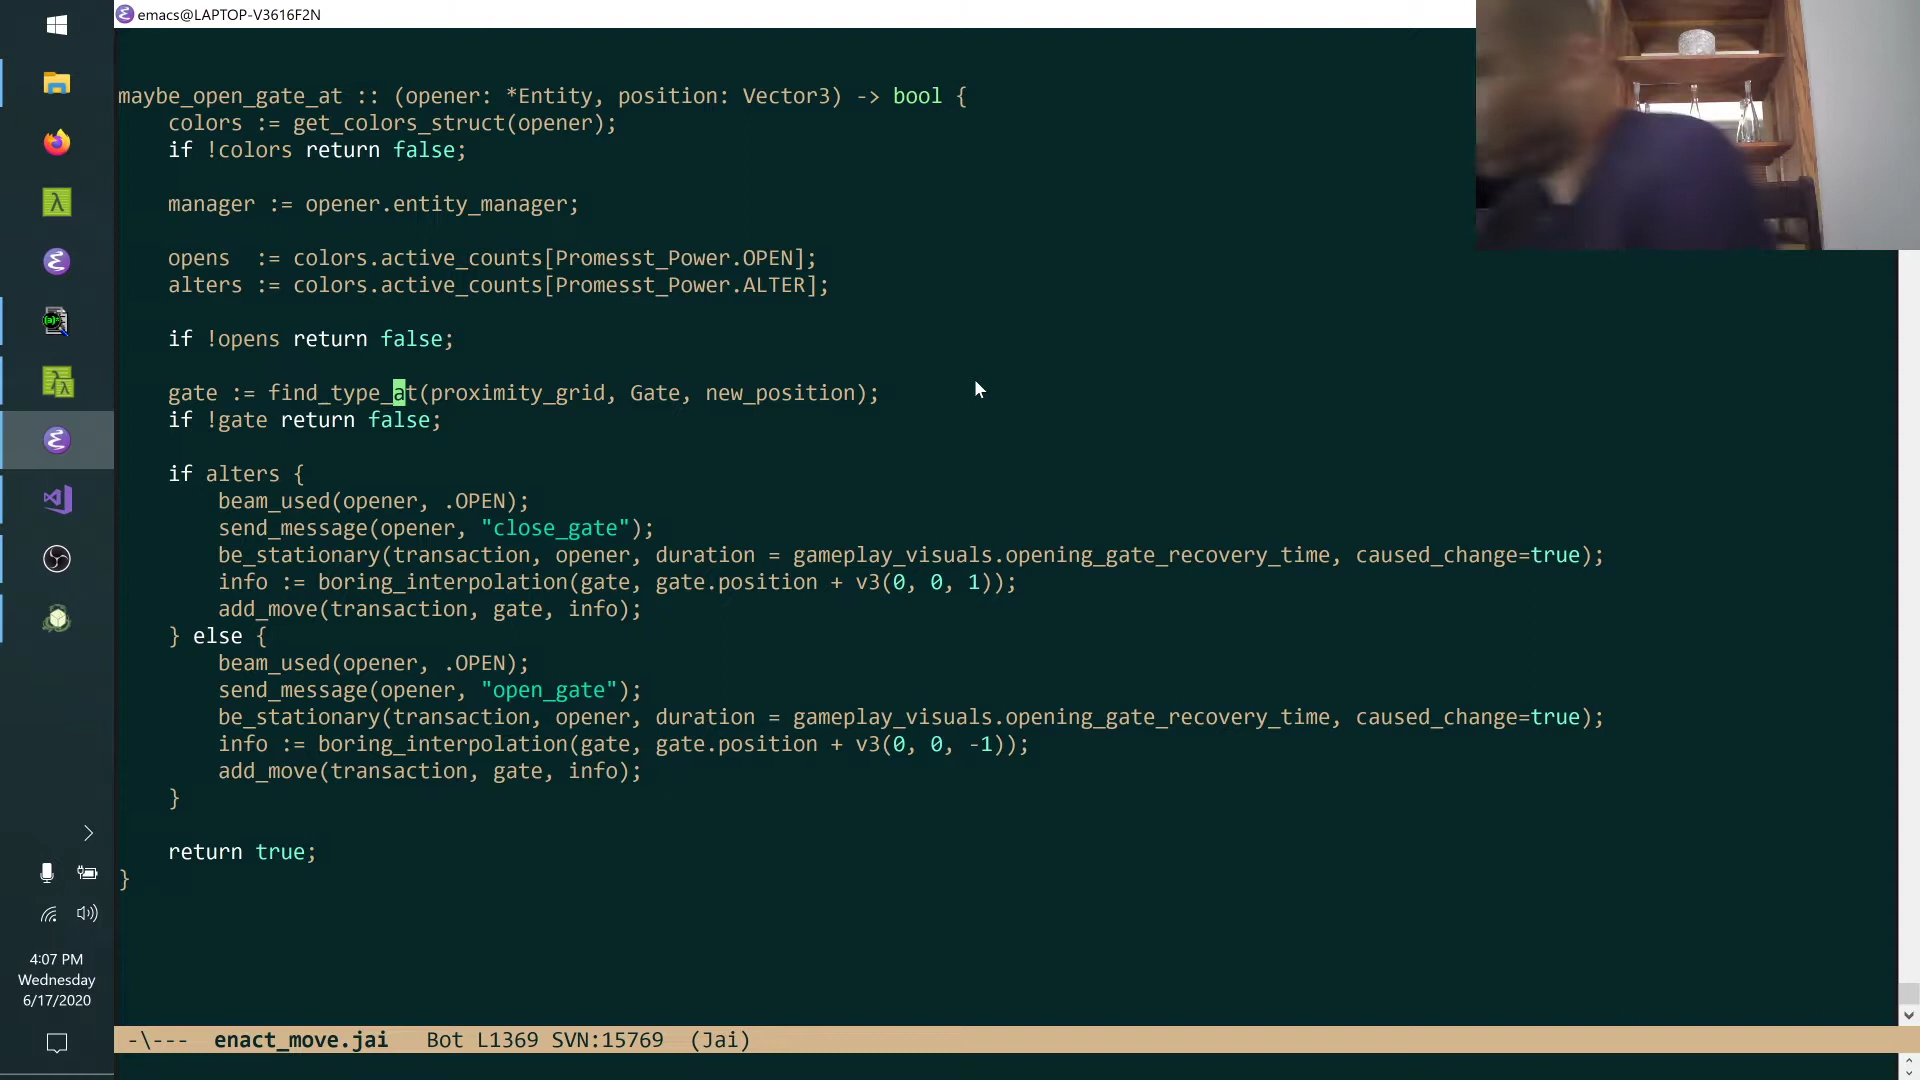 emacs@LAPTOP-V3616F2N
maybe_open_gate_at :: (opener: *Entity, position: Vector3) -> bool {
colors := get_colors_struct(opener);
if !colors return false;
manager := opener.entity_manager;
opens  := colors.active_counts[Promesst_Power.OPEN];
alters := colors.active_counts[Promesst_Power.ALTER];
if !opens return false;
gate := find_type_at(proximity_grid, Gate, new_position);
if !gate return false;
if alters {
beam_used(opener, .OPEN);
send_message(opener, "close_gate");
be_stationary(transaction, opener, duration = gameplay_visuals.opening_gate_recovery_time, caused_change=true);
info := boring_interpolation(gate, gate.position + v3(0, 0, 1));
add_move(transaction, gate, info);
} else {
beam_used(opener, .OPEN);
send_message(opener, "open_gate");
be_stationary(transaction, opener, duration = gameplay_visuals.opening_gate_recovery_time, caused_change=true);
info := boring_interpolation(gate, gate.position + v3(0, 0, -1));
add_move(transaction, gate, info);
}
return true;
}
4:07 PM
Wednesday
6/17/2020
-\---  enact_move.jai   Bot L1369 SVN:15769  (Jai)